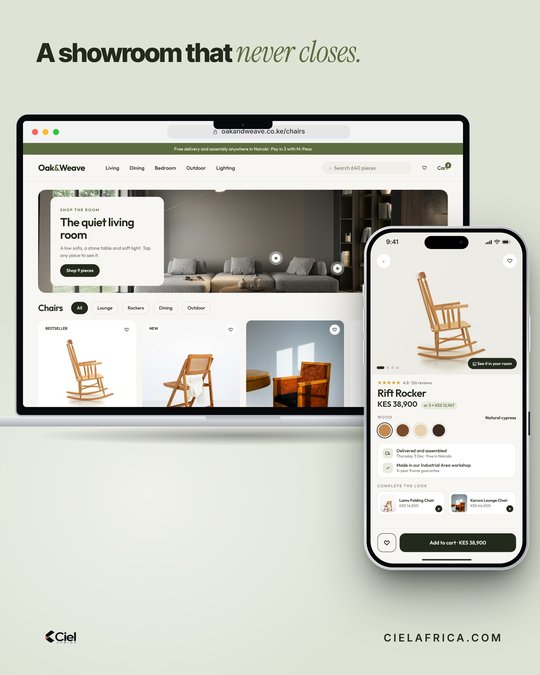 A showroom that never closes.
oakandweave.co.ke/chairs
Free delivery and assembly anywhere in Nairobi · Pay in 3 with M-Pesa
Oak&Weave
Living
Dining
Bedroom
Outdoor
Lighting
Search 640 pieces
Cart
2
SHOP THE ROOM
The quiet living
room
A low sofa, a stone table and soft light. Tap
any piece to see it.
Shop 9 pieces
Chairs
All
Lounge
Rockers
Dining
Outdoor
BESTSELLER
NEW
9:41
See it in your room
4.8 · 126 reviews
Rift Rocker
KES 38,900
or 3 × KES 12,967
WOOD
Natural cypress
Delivered and assembled
Thursday 3 Dec · free in Nairobi
Made in our Industrial Area workshop
5-year frame guarantee
COMPLETE THE LOOK
Lamu Folding Chair
KES 14,500
Karura Lounge Chair
Add to cart · KES 38,900
Ciel
CIELAFRICA.COM